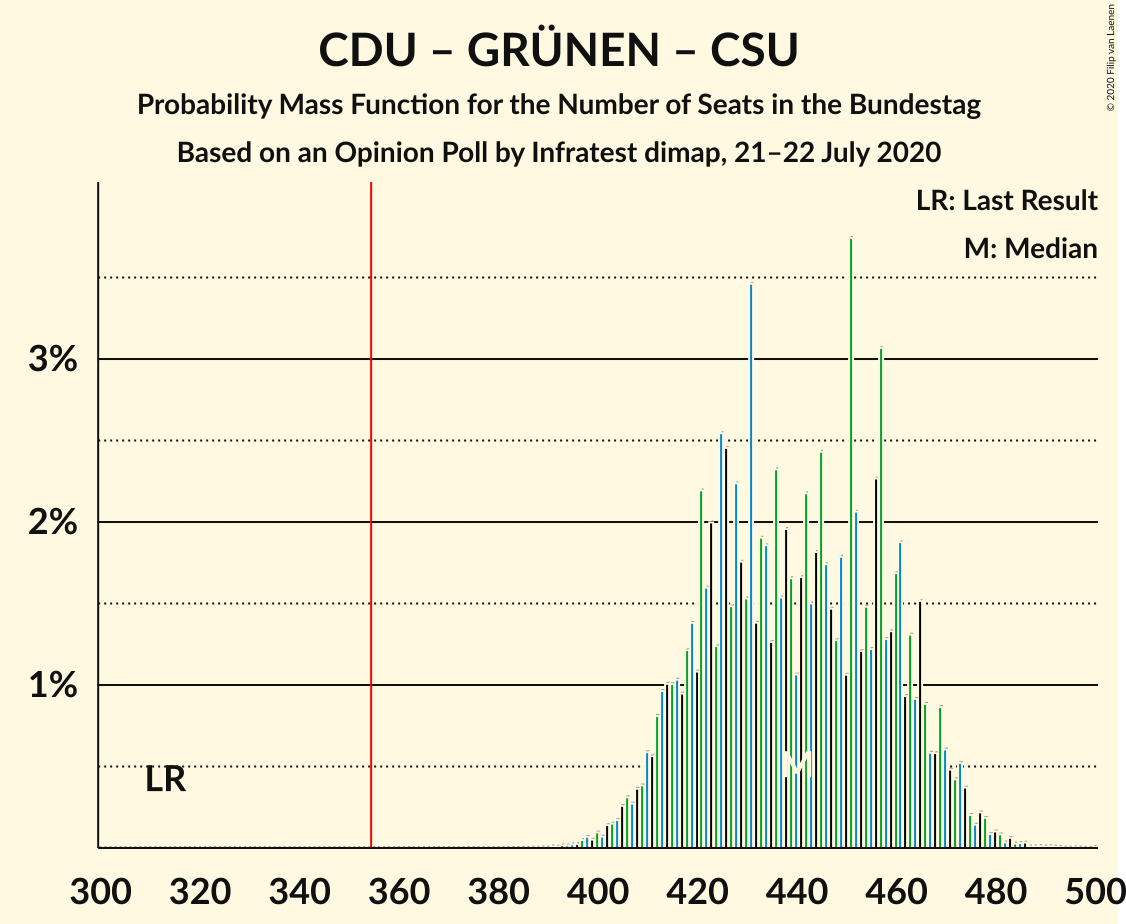 CDU – GRÜNEN – CSU
Probability Mass Function for the Number of Seats in the Bundestag
Based on an Opinion Poll by Infratest dimap, 21–22 July 2020
© 2020 Filip van Laenen
LR: Last Result
M: Median
3%
2%
1%
LR
M
300 320 340 360 380 400 420 440 460 480 500